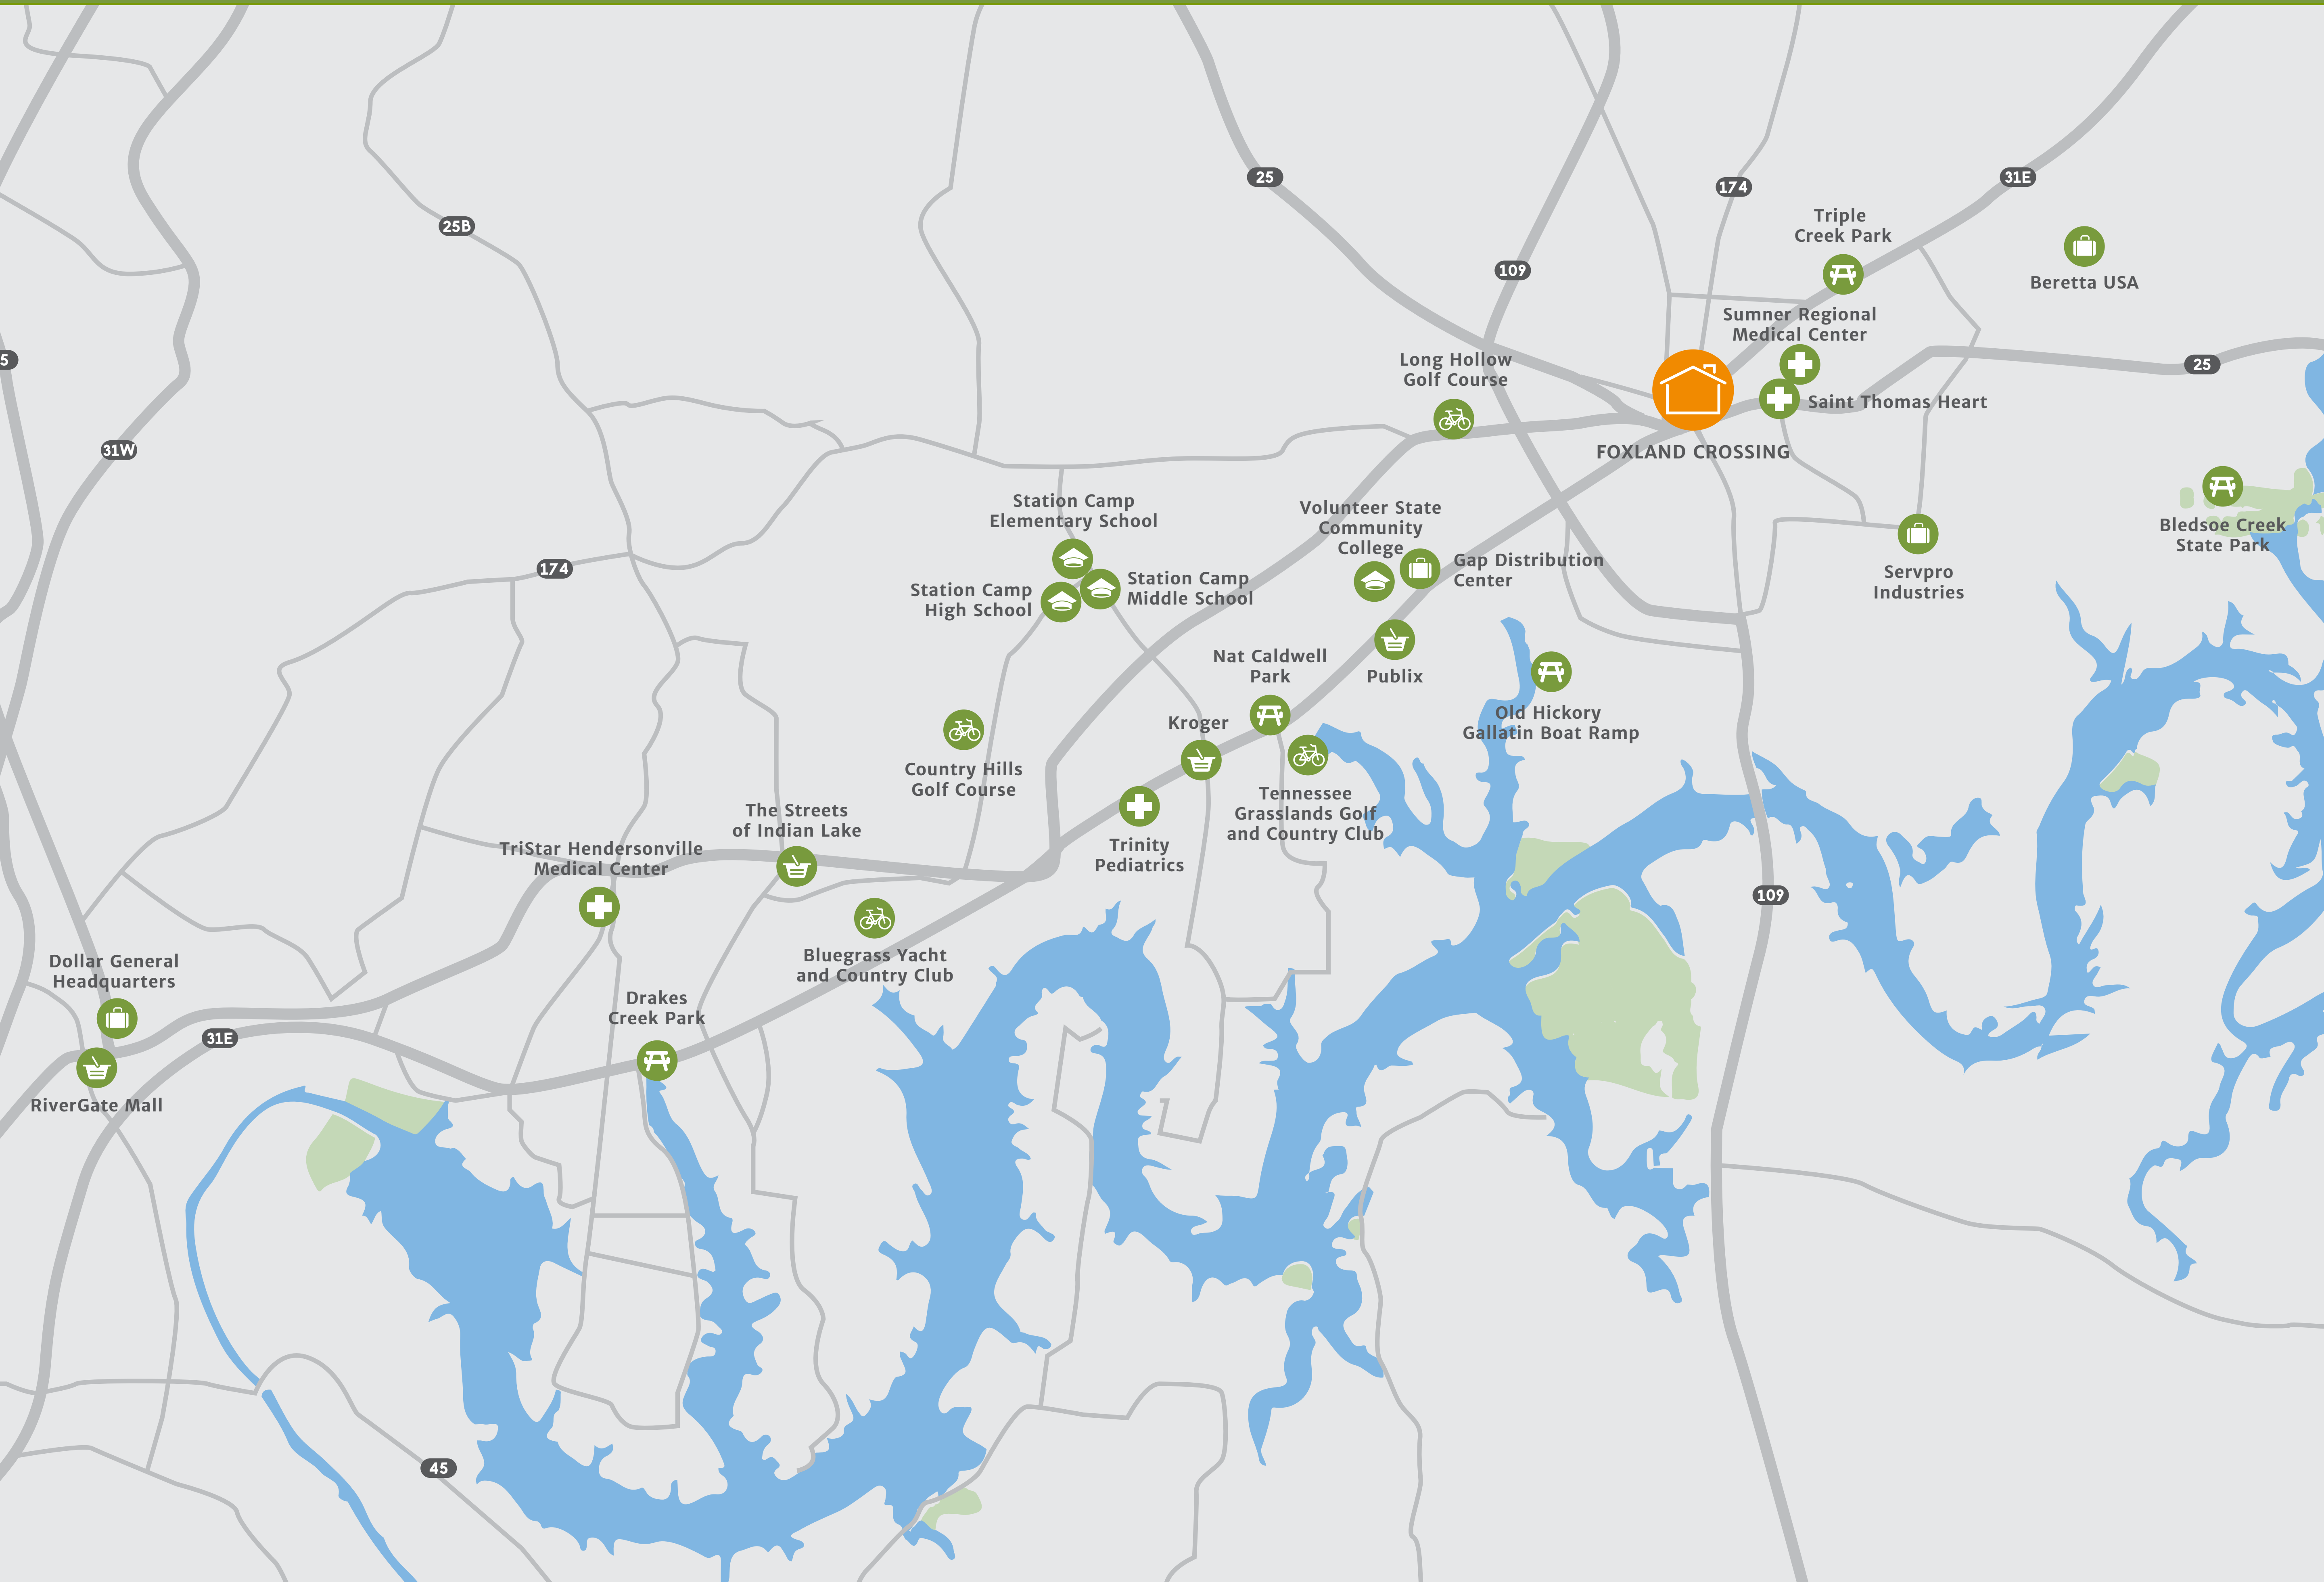 25
174
31E
Triple
Creek Park
25B
109
Beretta USA
Sumner Regional
Medical Center
5
Long Hollow
Golf Course
25
Saint Thomas Heart
31W
FOXLAND CROSSING
Station Camp
Elementary School
Volunteer State
Community
College
Bledsoe Creek
State Park
174
Gap Distribution
Center
Servpro
Industries
Station Camp
High School
Station Camp
Middle School
Nat Caldwell
Park
Publix
Old Hickory
Gallatin Boat Ramp
Kroger
Country Hills
Golf Course
Tennessee
Grasslands Golf
and Country Club
The Streets
of Indian Lake
TriStar Hendersonville
Medical Center
Trinity
Pediatrics
109
Bluegrass Yacht
and Country Club
Dollar General
Headquarters
Drakes
Creek Park
31E
RiverGate Mall
45